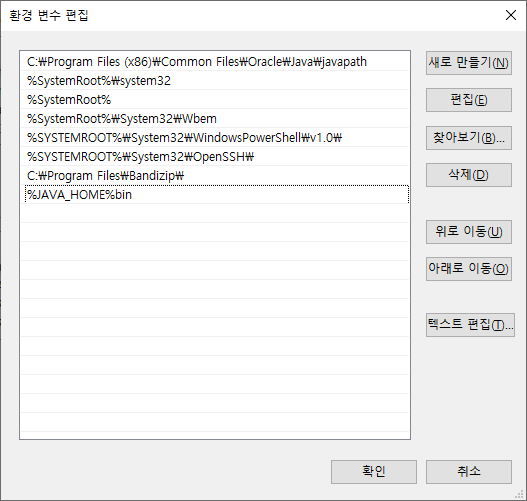 환경 변수 편집
C:₩Program Files (x86)₩Common Files₩Oracle₩Java₩javapath
%SystemRoot%₩system32
%SystemRoot%
%SystemRoot%₩System32₩Wbem
%SYSTEMROOT%₩System32₩WindowsPowerShell₩v1.0₩
%SYSTEMROOT%₩System32₩OpenSSH₩
C:₩Program Files₩Bandizip₩
%JAVA_HOME%bin
새로 만들기(N)
편집(E)
찾아보기(B)...
삭제(D)
위로 이동(U)
아래로 이동(O)
텍스트 편집(T)...
확인
취소